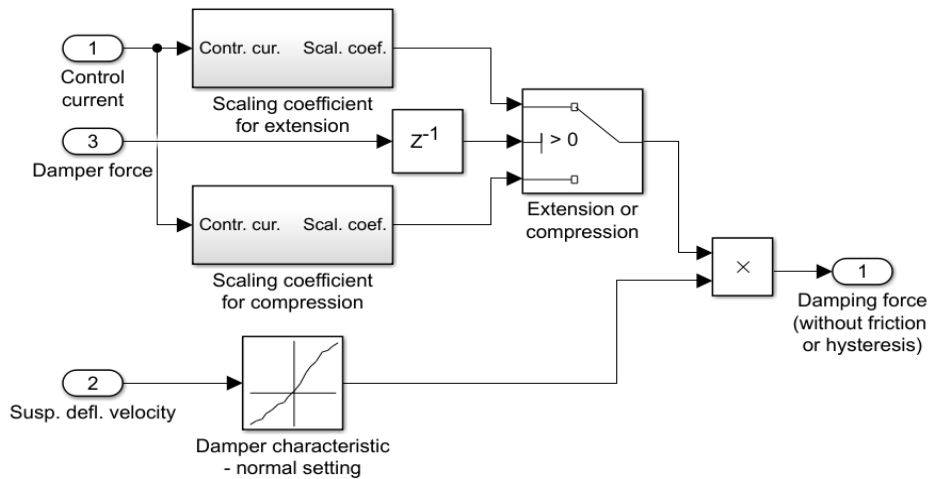 1
Control
current
Contr. cur. Scal. coef.
Scaling coefficient
for extension
3
Damper force
z-1
> 0
Extension or
compression
Contr. cur. Scal. coef.
Scaling coefficient
for compression
×
1
Damping force
(without friction
or hysteresis)
2
Susp. defl. velocity
Damper characteristic
- normal setting